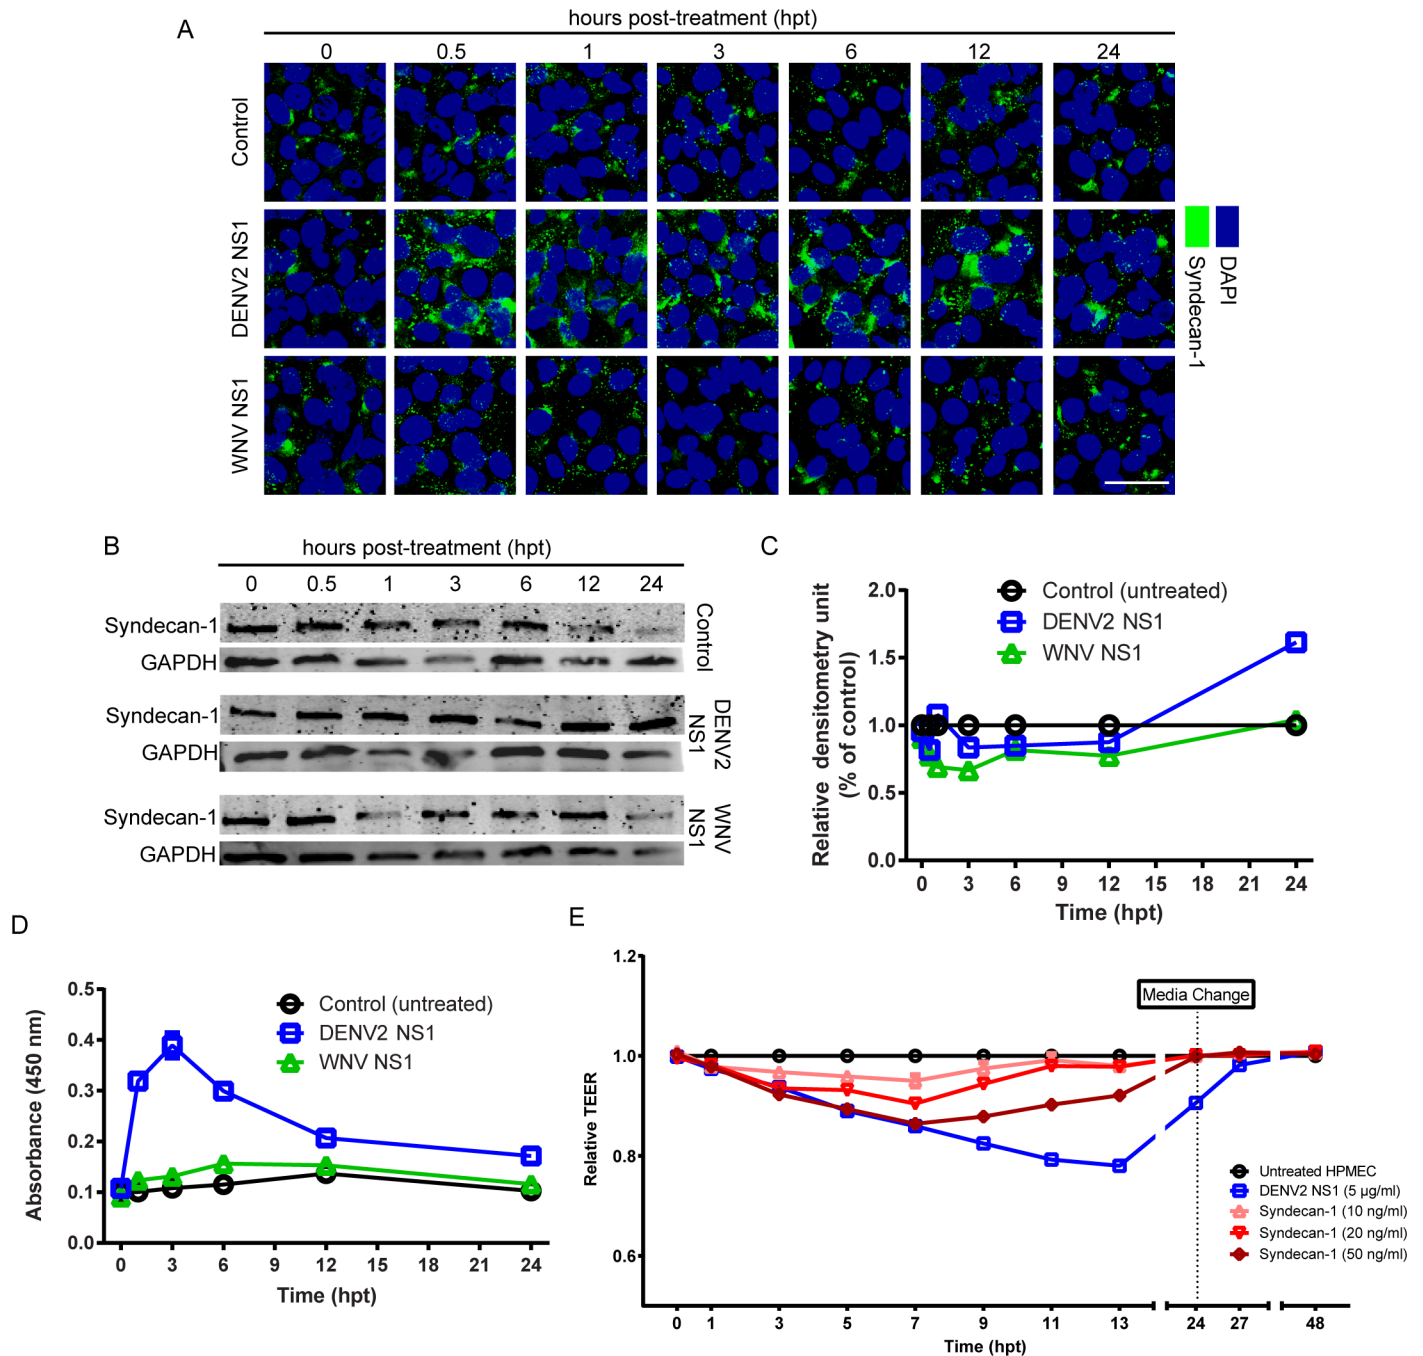 A
hours post-treatment (hpt)
0 0.5 1 3 6 12 24
Control
DENV2 NS1
WNV NS1
Syndecan-1
DAPI
B
hours post-treatment (hpt)
0 0.5 1 3 6 12 24
Syndecan-1
GAPDH
Control
Syndecan-1
GAPDH
DENV2
NS1
Syndecan-1
GAPDH
WNV
NS1
C
Relative densitometry unit
(% of control)
2.0
1.5
1.0
0.5
0.0
Control (untreated)
DENV2 NS1
WNV NS1
0 3 6 9 12 15 18 21 24
Time (hpt)
D
Absorbance (450 nm)
0.5
0.4
0.3
0.2
0.1
0.0
Control (untreated)
DENV2 NS1
WNV NS1
0 3 6 9 12 15 18 21 24
Time (hpt)
E
Relative TEER
1.2
1.0
0.8
0.6
Media Change
Untreated HPMEC
DENV2 NS1 (5 µg/ml)
Syndecan-1 (10 ng/ml)
Syndecan-1 (20 ng/ml)
Syndecan-1 (50 ng/ml)
0 1 3 5 7 9 11 13 24 27 48
Time (hpt)